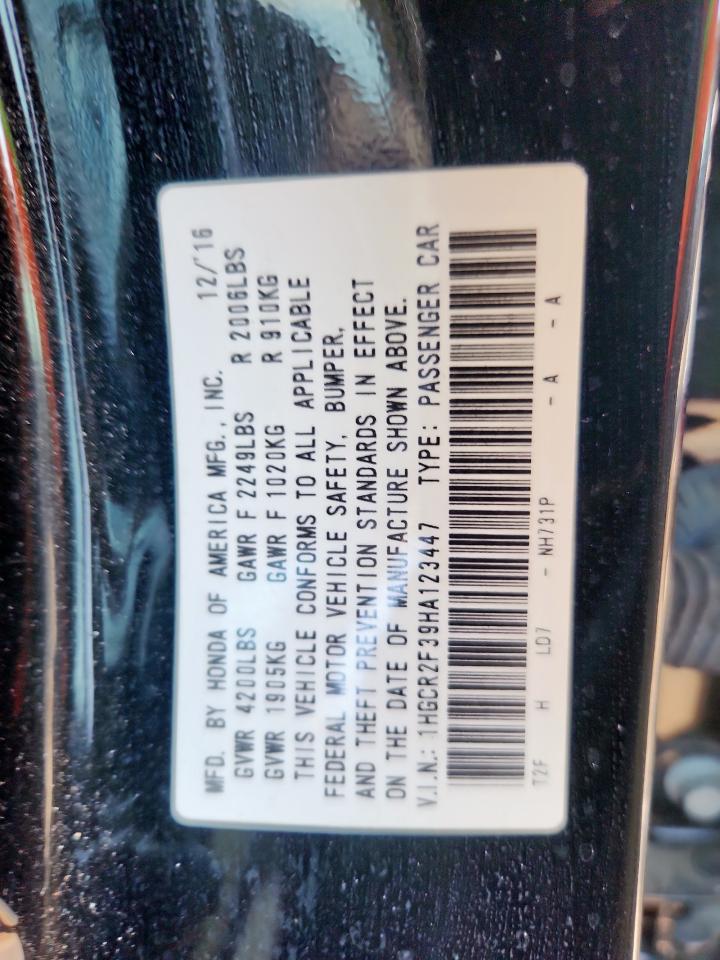 MFD. BY HONDA OF AMERICA MFG., INC. 12/'16
GVWR 4200LBS GAWR F 2249LBS R 2006LBS
GVWR 1905KG GAWR F 1020KG R 910KG
THIS VEHICLE CONFORMS TO ALL APPLICABLE
FEDERAL MOTOR VEHICLE SAFETY, BUMPER,
AND THEFT PREVENTION STANDARDS IN EFFECT
ON THE DATE OF MANUFACTURE SHOWN ABOVE.
V.I.N.: 1HGCR2F39HA123447 TYPE: PASSENGER CAR
T2F H LD7 - NH731P - A - A